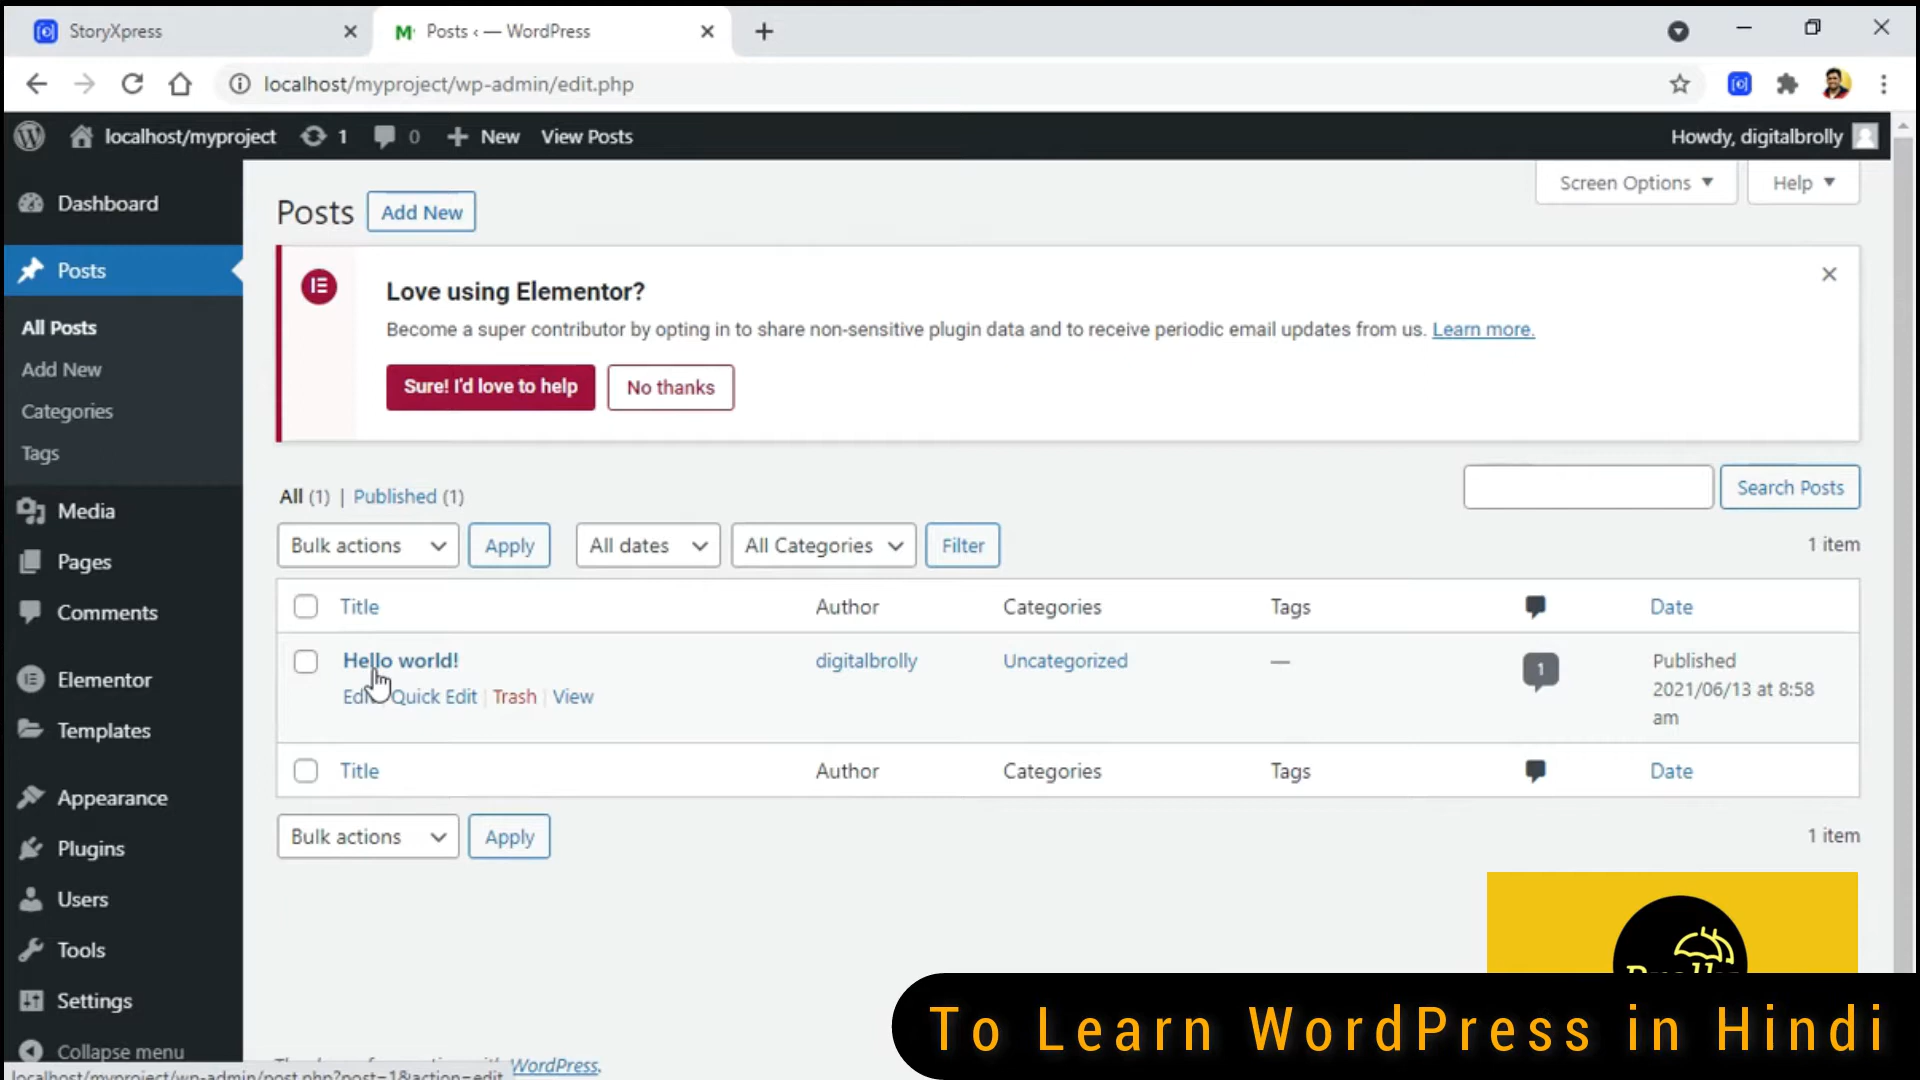 StoryXpress
Posts ‹ — WordPress
localhost/myproject/wp-admin/edit.php
localhost/myproject 1 0 New View Posts
Howdy, digitalbrolly
Screen Options Help
Dashboard
Posts
All Posts
Add New
Categories
Tags
Media
Pages
Comments
Elementor
Templates
Appearance
Plugins
Users
Tools
Settings
Collapse menu
Posts Add New
Love using Elementor?
Become a super contributor by opting in to share non-sensitive plugin data and to receive periodic email updates from us. Learn more.
Sure! I'd love to help No thanks
All (1) | Published (1)
Search Posts
Bulk actions Apply All dates All Categories Filter 1 item
Title Author Categories Tags Date
Hello world! digitalbrolly Uncategorized — 1 Published
2021/06/13 at 8:58
am
Edit Quick Edit | Trash | View
Title Author Categories Tags Date
Bulk actions Apply 1 item
WordPress.
localhost/myproject/wp-admin/post.php?post=1&action=edit
To Learn WordPress in Hindi